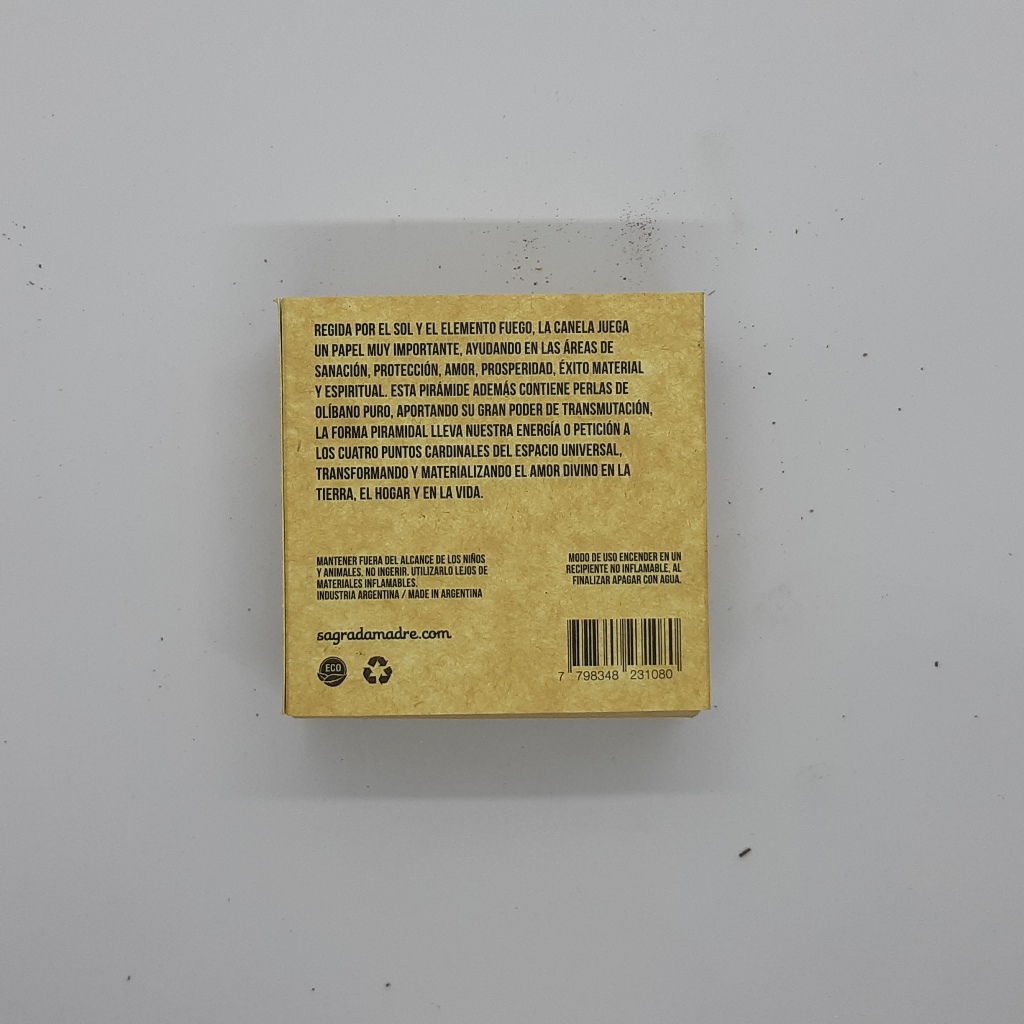 REGIDA POR EL SOL Y EL ELEMENTO FUEGO, LA CANELA JUEGA
UN PAPEL MUY IMPORTANTE, AYUDANDO EN LAS ÁREAS DE
SANACIÓN, PROTECCIÓN, AMOR, PROSPERIDAD, ÉXITO MATERIAL
Y ESPIRITUAL. ESTA PIRÁMIDE ADEMÁS CONTIENE PERLAS DE
OLÍBANO PURO, APORTANDO SU GRAN PODER DE TRANSMUTACIÓN,
LA FORMA PIRAMIDAL LLEVA NUESTRA ENERGÍA O PETICIÓN A
LOS CUATRO PUNTOS CARDINALES DEL ESPACIO UNIVERSAL,
TRANSFORMANDO Y MATERIALIZANDO EL AMOR DIVINO EN LA
TIERRA, EL HOGAR Y EN LA VIDA.
MANTENER FUERA DEL ALCANCE DE LOS NIÑOS
Y ANIMALES. NO INGERIR. UTILIZARLO LEJOS DE
MATERIALES INFLAMABLES.
INDUSTRIA ARGENTINA / MADE IN ARGENTINA
MODO DE USO ENCENDER EN UN
RECIPIENTE NO INFLAMABLE, AL
FINALIZAR APAGAR CON AGUA.
sagradamadre.com
ECO
7 798348 231080